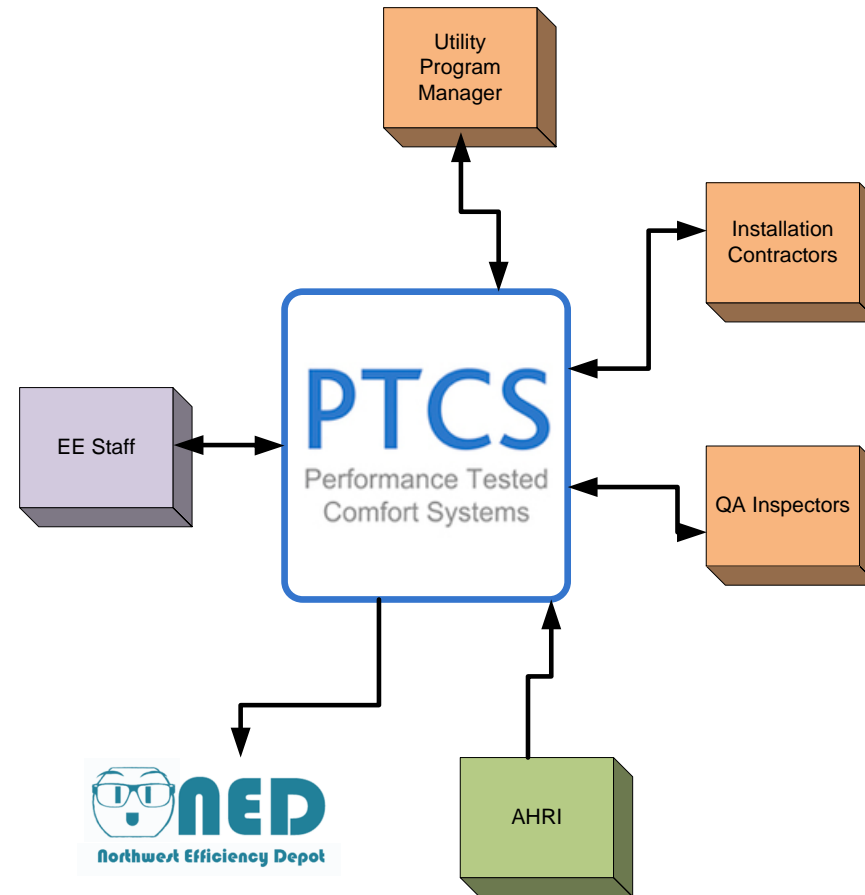 Utility
Program
Manager
Installation
Contractors
PTCS
Performance Tested
Comfort Systems
EE Staff
QA Inspectors
NED
Northwest Efficiency Depot
AHRI